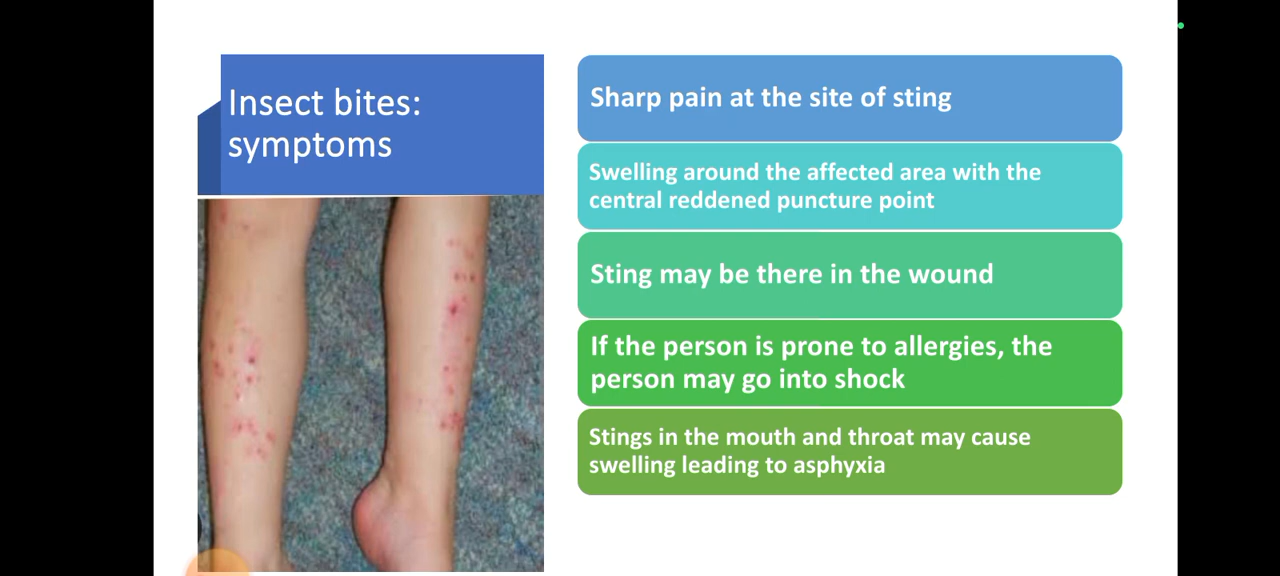 Insect bites:
symptoms
Sharp pain at the site of sting
Swelling around the affected area with the
central reddened puncture point
Sting may be there in the wound
If the person is prone to allergies, the
person may go into shock
Stings in the mouth and throat may cause
swelling leading to asphyxia